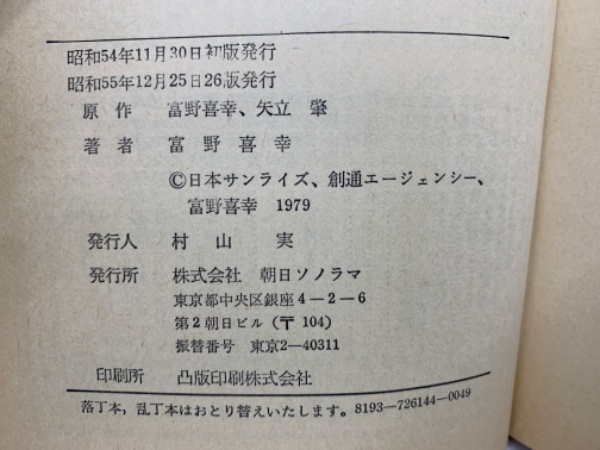 昭和54年11月30日初版発行
昭和55年12月25日26版発行
原作 富野喜幸、矢立 肇
著者 富野喜幸
©日本サンライズ、創通エージェンシー、
富野喜幸 1979
発行人 村山 実
発行所 株式会社 朝日ソノラマ
東京都中央区銀座4－2－6
第2朝日ビル（〒104）
振替番号 東京2―40311
印刷所 凸版印刷株式会社
落丁本，乱丁本はおとり替えいたします。8193―726144―0049